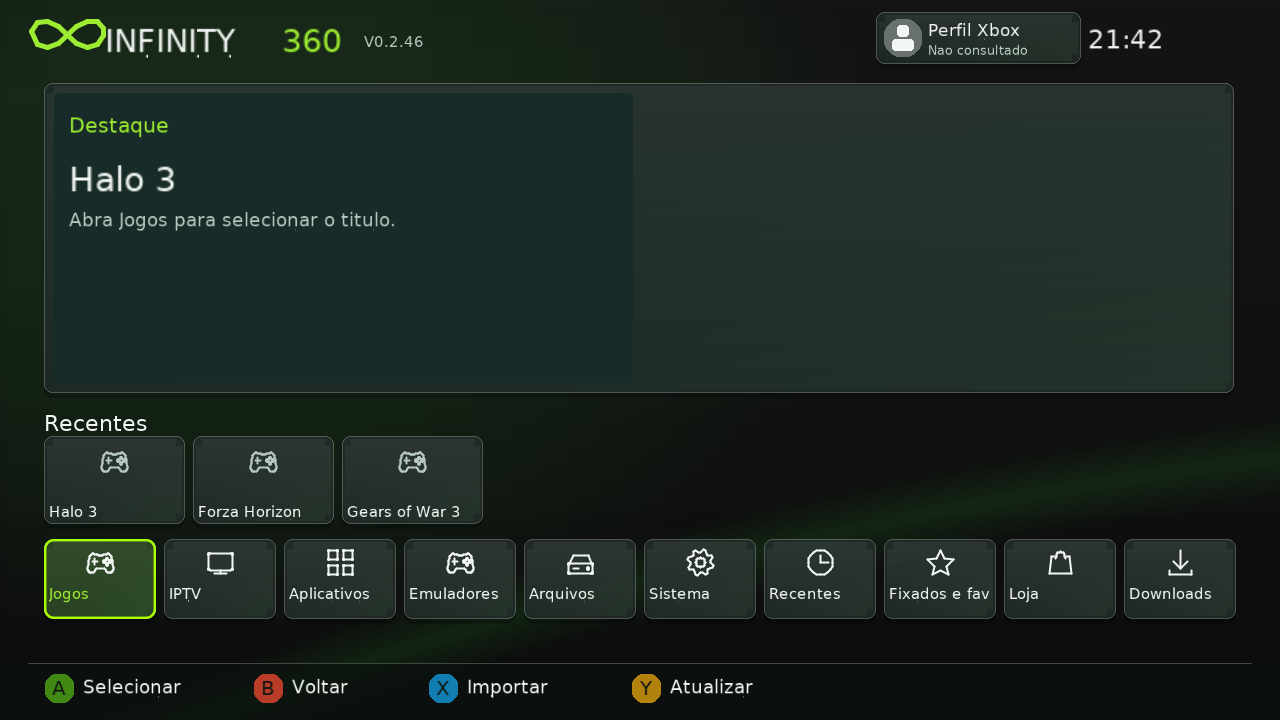 INFINITY 360 V0.2.46
Perfil Xbox
Nao consultado
21:42
Destaque
Halo 3
Abra Jogos para selecionar o titulo.
Recentes
Halo 3
Forza Horizon
Gears of War 3
Jogos
IPTV
Aplicativos
Emuladores
Arquivos
Sistema
Recentes
Fixados e fav
Loja
Downloads
A Selecionar
B Voltar
X Importar
Y Atualizar